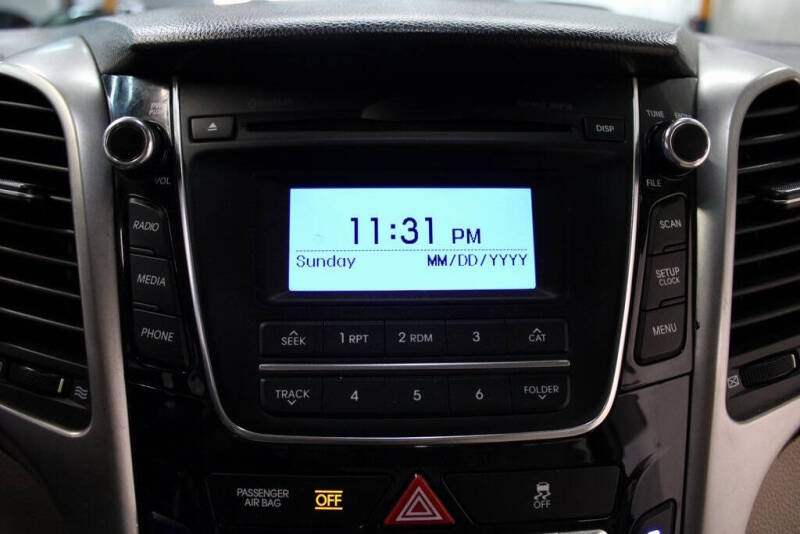 DISP
TUNE
VOL
FILE
RADIO
SCAN
11:31 PM
Sunday MM/DD/YYYY
MEDIA
SETUP
CLOCK
PHONE
MENU
SEEK 1 RPT 2 RDM 3 CAT
TRACK 4 5 6 FOLDER
PASSENGER
AIR BAG
OFF
OFF